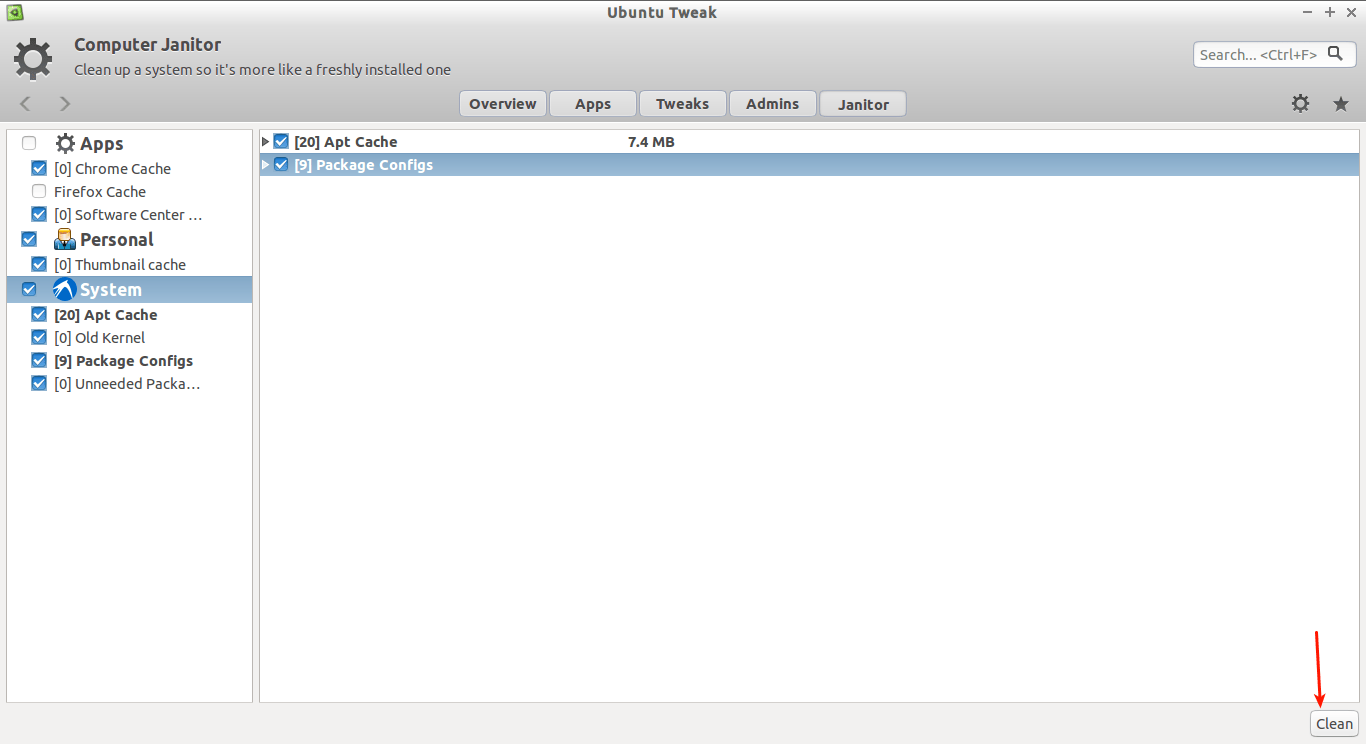 Ubuntu Tweak
Computer Janitor
Clean up a system so it's more like a freshly installed one
Search... <Ctrl+F>
Overview
Apps
Tweaks
Admins
Janitor
Apps
[0] Chrome Cache
Firefox Cache
[0] Software Center ...
Personal
[0] Thumbnail cache
System
[20] Apt Cache
[0] Old Kernel
[9] Package Configs
[0] Unneeded Packa...
[20] Apt Cache 7.4 MB
[9] Package Configs
Clean